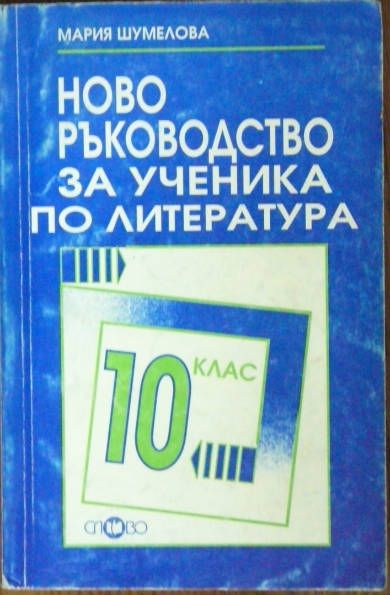 МАРИЯ ШУМЕЛОВА
НОВО
РЪКОВОДСТВО
ЗА УЧЕНИКА
ПО ЛИТЕРАТУРА
10 КЛАС
СЛОВО